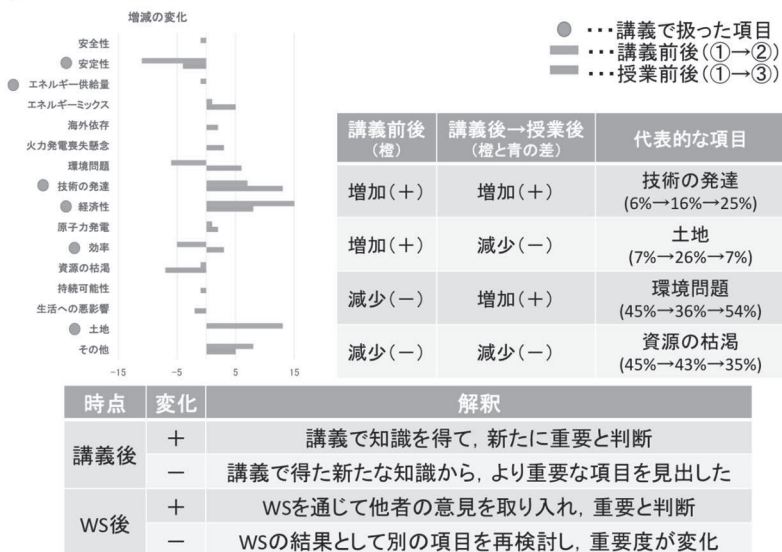 増減の変化
安全性
安定性
エネルギー供給量
エネルギーミックス
海外依存
火力発電喪失懸念
環境問題
技術の発達
経済性
原子力発電
効率
資源の枯渇
持続可能性
生活への悪影響
土地
その他
-15 -5 5 15
・・・講義で扱った項目
・・・講義前後(①→②)
・・・授業前後(①→③)
講義前後 講義後→授業後 代表的な項目
(橙) (橙と青の差)
増加(+) 増加(+) 技術の発達
(6%→16%→25%)
増加(+) 減少(-) 土地
(7%→26%→7%)
減少(-) 増加(+) 環境問題
(45%→36%→54%)
減少(-) 減少(-) 資源の枯渇
(45%→43%→35%)
時点 変化 解釈
講義後
+ 講義で知識を得て,新たに重要と判断
- 講義で得た新たな知識から,より重要な項目を見出した
WS後
+ WSを通じて他者の意見を取り入れ,重要と判断
- WSの結果として別の項目を再検討し,重要度が変化